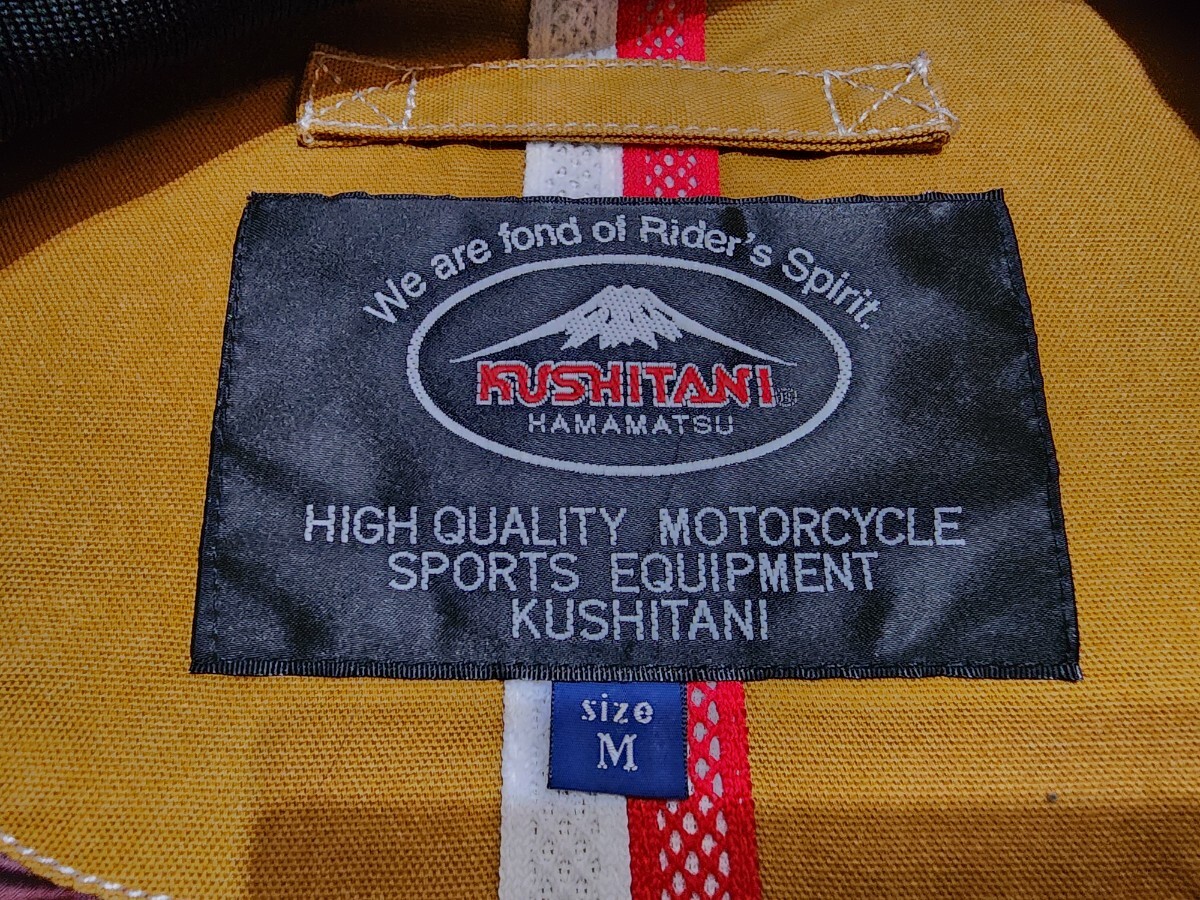 We are fond of Rider's Spirit.
KUSHITANI ®
HAMAMATSU
HIGH QUALITY MOTORCYCLE
SPORTS EQUIPMENT
KUSHITANI
size
M